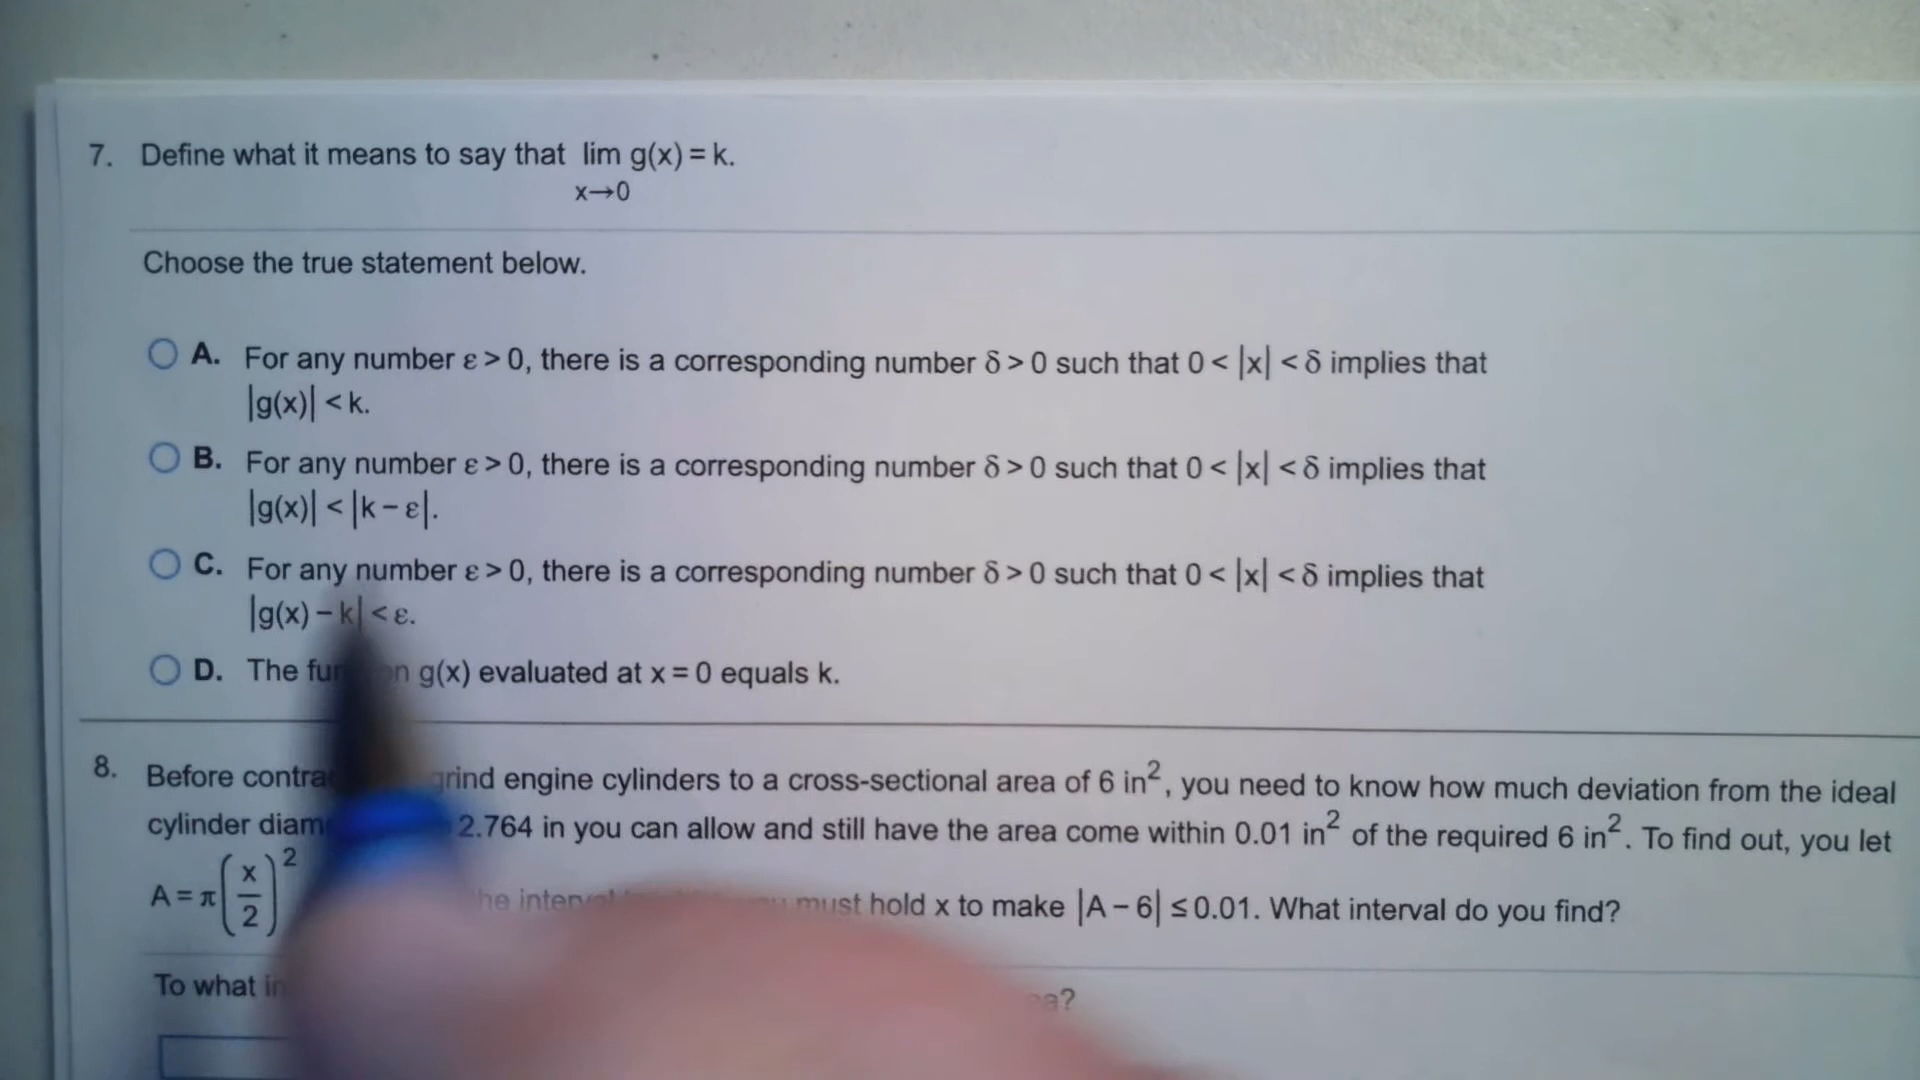 7. Define what it means to say that lim g(x) = k.
x→0
Choose the true statement below.
A. For any number ε > 0, there is a corresponding number δ > 0 such that 0 < |x| < δ implies that
|g(x)| < k.
B. For any number ε > 0, there is a corresponding number δ > 0 such that 0 < |x| < δ implies that
|g(x)| < |k − ε|.
C. For any number ε > 0, there is a corresponding number δ > 0 such that 0 < |x| < δ implies that
|g(x) − k| < ε.
D. The g(x) evaluated at x = 0 equals k.
8. Before grind engine cylinders to a cross-sectional area of 6 in², you need to know how much deviation from the ideal
cylinder 2.764 in you can allow and still have the area come within 0.01 in² of the required 6 in². To find out, you let
A = π(x/2)² must hold x to make |A − 6| ≤ 0.01. What interval do you find?
To what